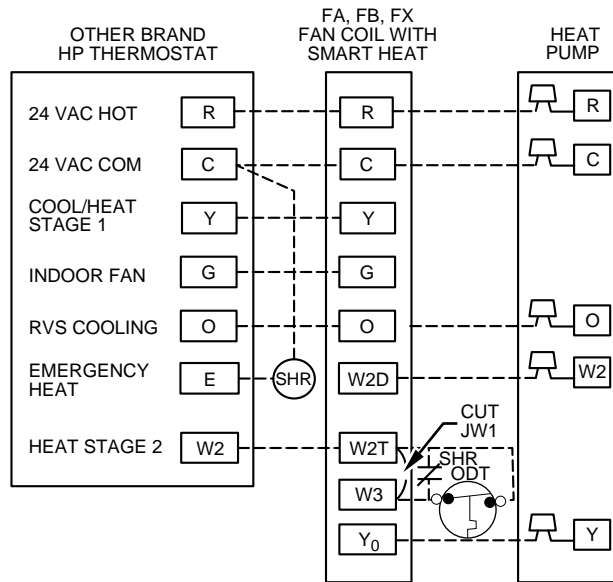 OTHER BRAND
HP THERMOSTAT
FA, FB, FX
FAN COIL WITH
SMART HEAT
HEAT
PUMP
24 VAC HOT R R R
24 VAC COM C C C
COOL/HEAT
STAGE 1 Y Y
INDOOR FAN G G
RVS COOLING O O O
EMERGENCY
HEAT E SHR W2D W2
CUT
JW1
HEAT STAGE 2 W2 W2T
SHR
ODT
W3
Y0 Y